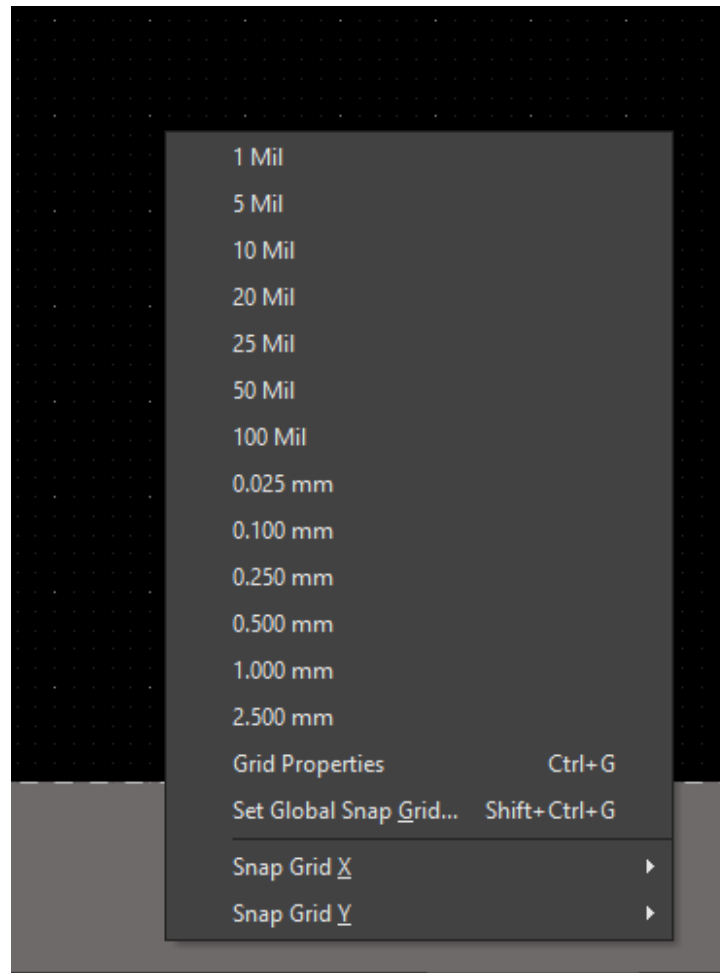 1 Mil
5 Mil
10 Mil
20 Mil
25 Mil
50 Mil
100 Mil
0.025 mm
0.100 mm
0.250 mm
0.500 mm
1.000 mm
2.500 mm
Grid Properties Ctrl+G
Set Global Snap Grid... Shift+Ctrl+G
Snap Grid X
Snap Grid Y